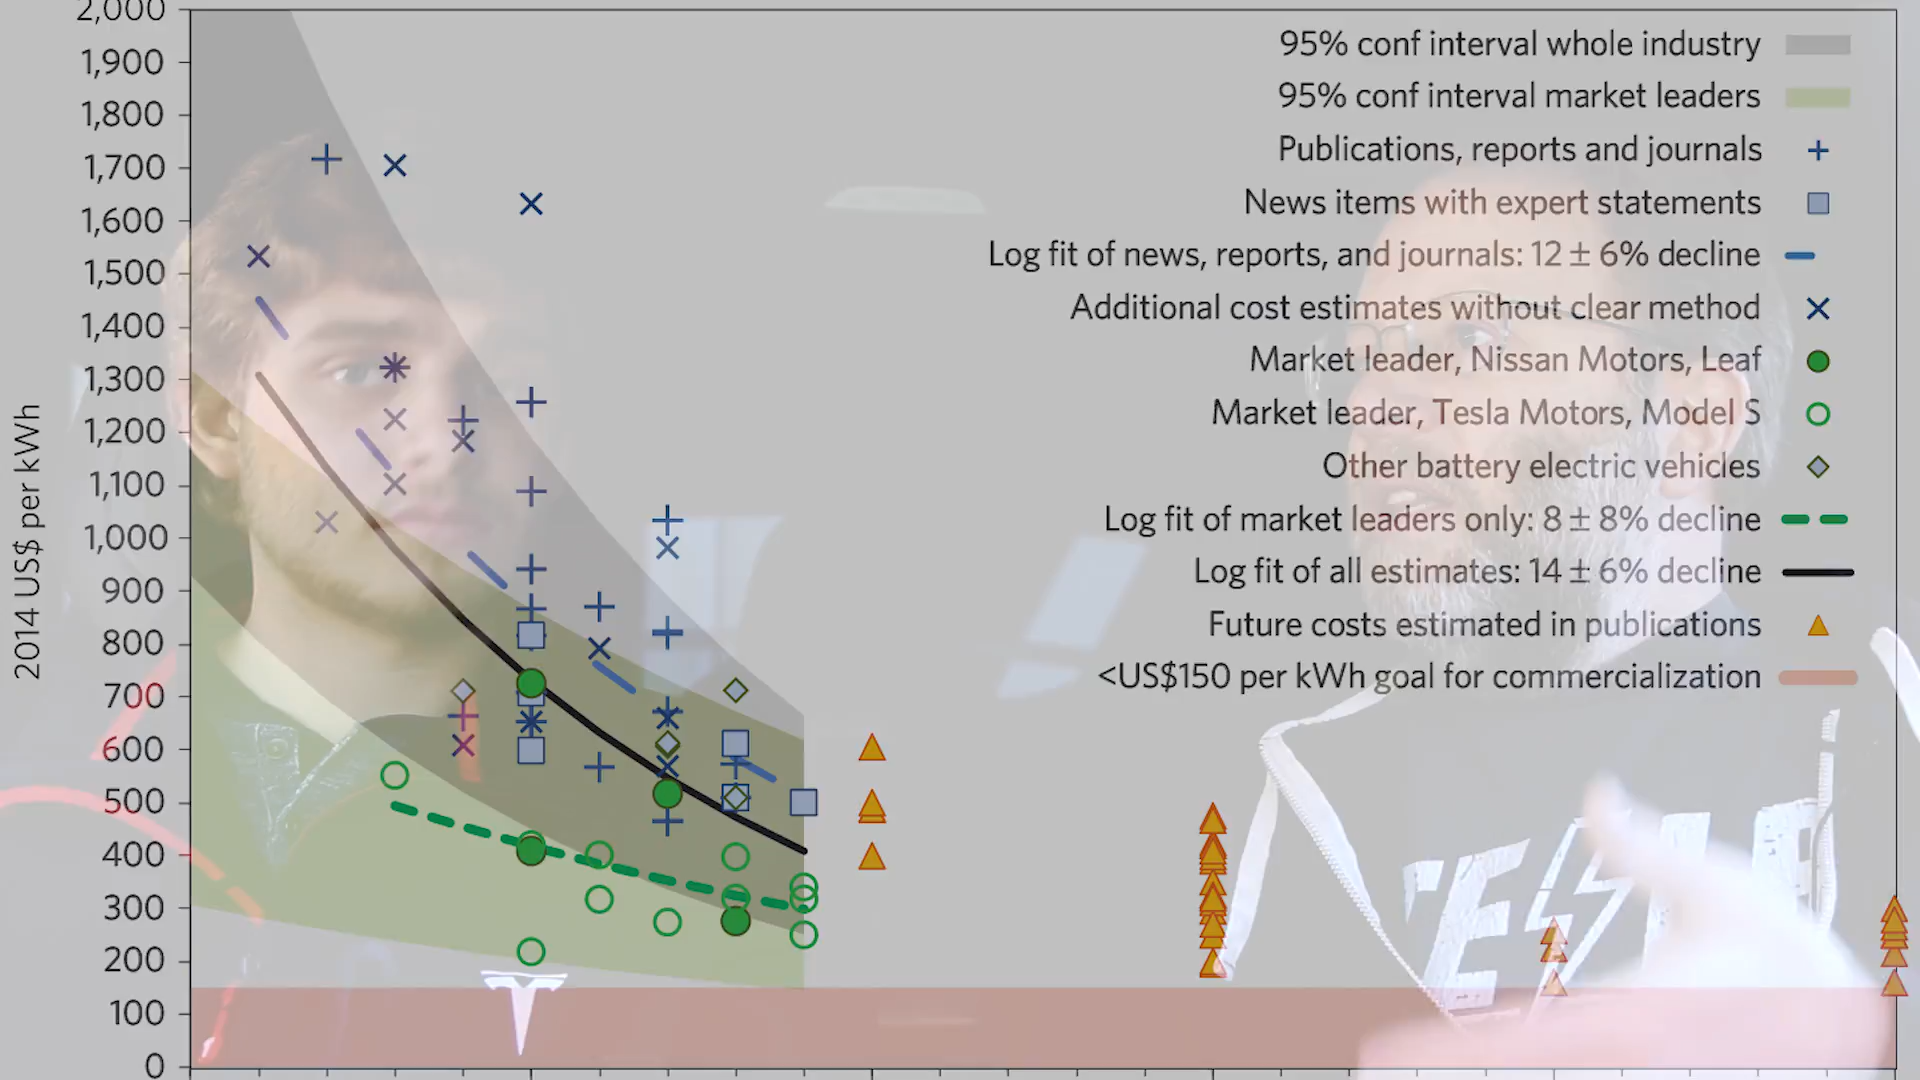 2,000
1,900
1,800
1,700
1,600
1,500
1,400
1,300
1,200
1,100
1,000
900
800
700
600
500
400
300
200
100
0
2014 US$ per kWh
95% conf interval whole industry
95% conf interval market leaders
Publications, reports and journals
News items with expert statements
Log fit of news, reports, and journals: 12 ± 6% decline
Additional cost estimates without clear method
Market leader, Nissan Motors, Leaf
Market leader, Tesla Motors, Model S
Other battery electric vehicles
Log fit of market leaders only: 8 ± 8% decline
Log fit of all estimates: 14 ± 6% decline
Future costs estimated in publications
<US$150 per kWh goal for commercialization